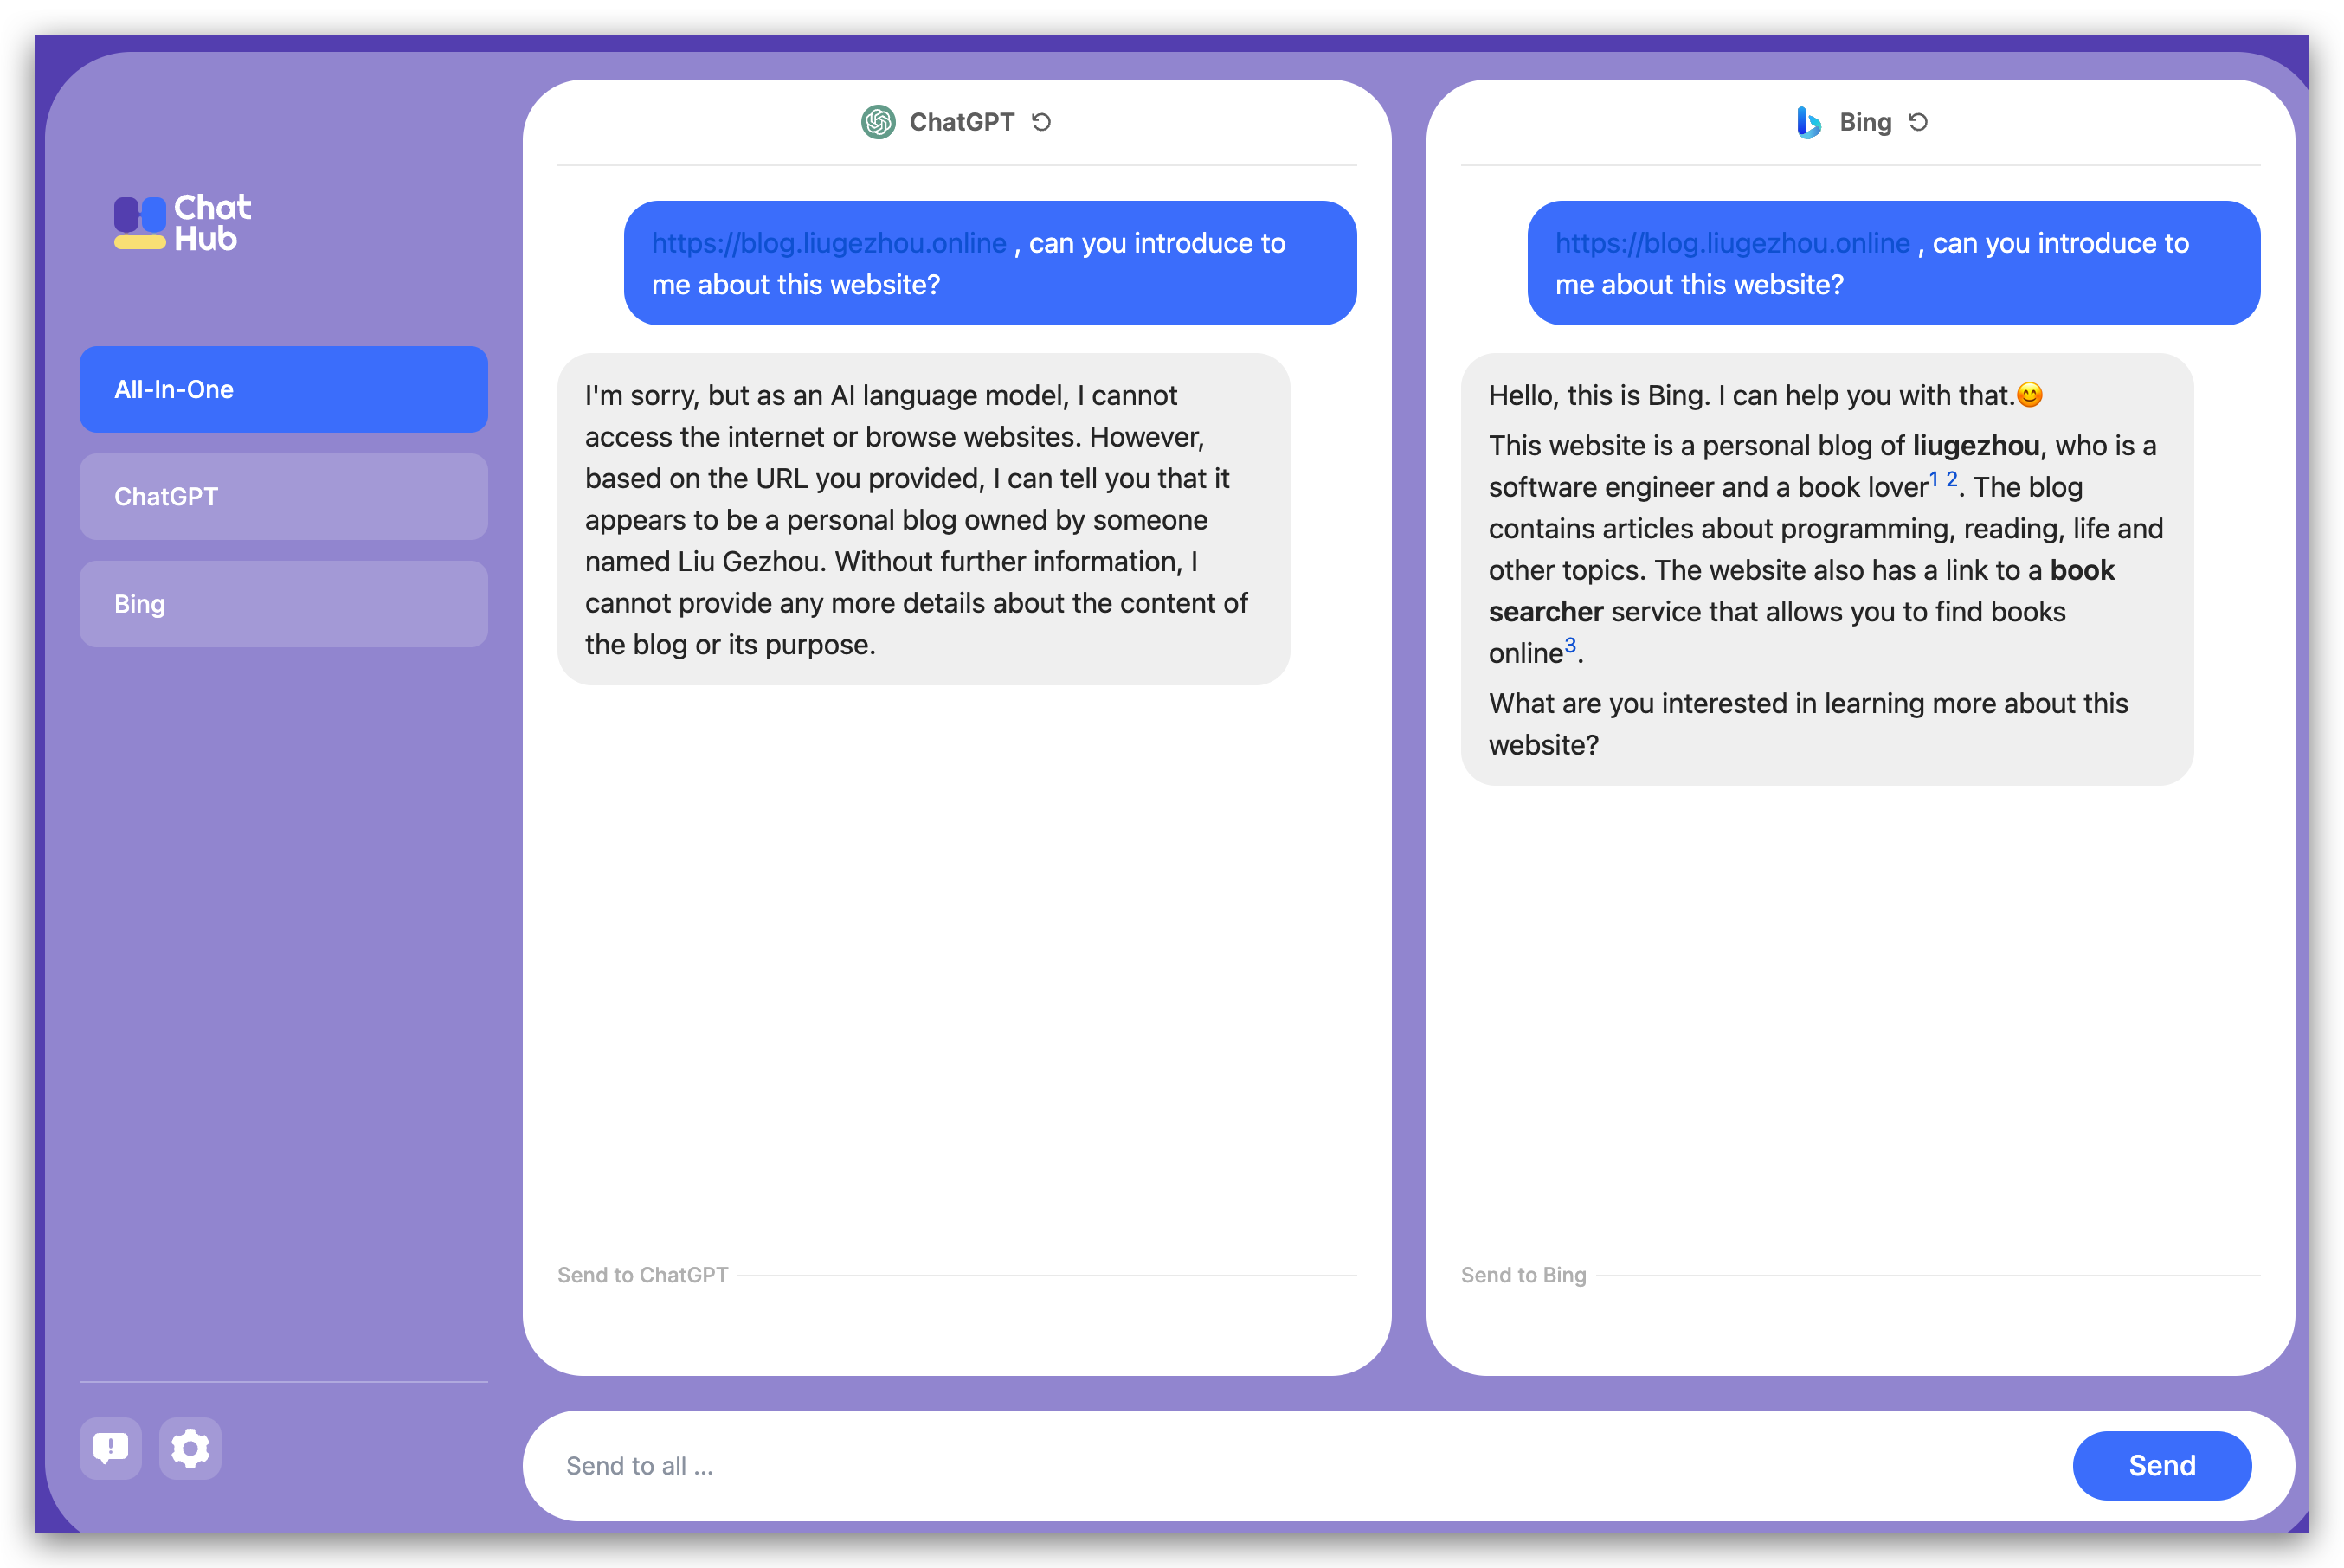 Chat
Hub
All-In-One
ChatGPT
Bing
ChatGPT
https://blog.liugezhou.online , can you introduce to
me about this website?
I'm sorry, but as an AI language model, I cannot
access the internet or browse websites. However,
based on the URL you provided, I can tell you that it
appears to be a personal blog owned by someone
named Liu Gezhou. Without further information, I
cannot provide any more details about the content of
the blog or its purpose.
Send to ChatGPT
Bing
https://blog.liugezhou.online , can you introduce to
me about this website?
Hello, this is Bing. I can help you with that.😊
This website is a personal blog of liugezhou, who is a
software engineer and a book lover1 2. The blog
contains articles about programming, reading, life and
other topics. The website also has a link to a book
searcher service that allows you to find books
online3.
What are you interested in learning more about this
website?
Send to Bing
Send to all ...
Send